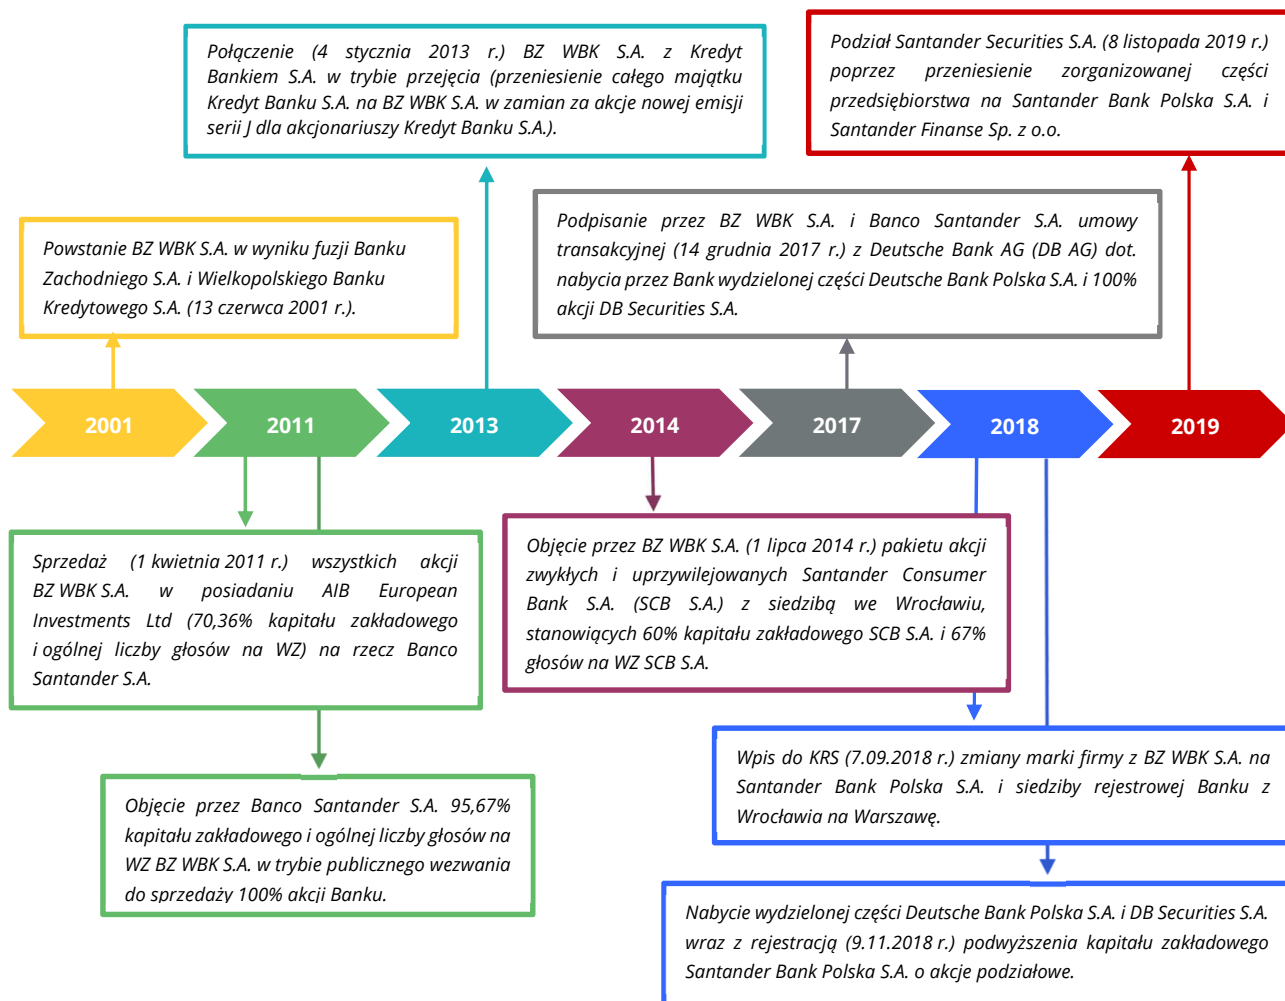 Połączenie (4 stycznia 2013 r.) BZ WBK S.A. z Kredyt
Bankiem S.A. w trybie przejęcia (przeniesienie całego majątku
Kredyt Banku S.A. na BZ WBK S.A. w zamian za akcje nowej emisji
serii J dla akcjonariuszy Kredyt Banku S.A.).
Podział Santander Securities S.A. (8 listopada 2019 r.)
poprzez przeniesienie zorganizowanej części
przedsiębiorstwa na Santander Bank Polska S.A. i
Santander Finanse Sp. z o.o.
Powstanie BZ WBK S.A. w wyniku fuzji Banku
Zachodniego S.A. i Wielkopolskiego Banku
Kredytowego S.A. (13 czerwca 2001 r.).
Podpisanie przez BZ WBK S.A. i Banco Santander S.A. umowy
transakcyjnej (14 grudnia 2017 r.) z Deutsche Bank AG (DB AG) dot.
nabycia przez Bank wydzielonej części Deutsche Bank Polska S.A. i 100%
akcji DB Securities S.A.
2001
2011
2013
2014
2017
2018
2019
Sprzedaż (1 kwietnia 2011 r.) wszystkich akcji
BZ WBK S.A. w posiadaniu AIB European
Investments Ltd (70,36% kapitału zakładowego
i ogólnej liczby głosów na WZ) na rzecz Banco
Santander S.A.
Objęcie przez BZ WBK S.A. (1 lipca 2014 r.) pakietu akcji
zwykłych i uprzywilejowanych Santander Consumer
Bank S.A. (SCB S.A.) z siedzibą we Wrocławiu,
stanowiących 60% kapitału zakładowego SCB S.A. i 67%
głosów na WZ SCB S.A.
Wpis do KRS (7.09.2018 r.) zmiany marki firmy z BZ WBK S.A. na
Santander Bank Polska S.A. i siedziby rejestrowej Banku z
Wrocławia na Warszawę.
Objęcie przez Banco Santander S.A. 95,67%
kapitału zakładowego i ogólnej liczby głosów na
WZ BZ WBK S.A. w trybie publicznego wezwania
do sprzedaży 100% akcji Banku.
Nabycie wydzielonej części Deutsche Bank Polska S.A. i DB Securities S.A.
wraz z rejestracją (9.11.2018 r.) podwyższenia kapitału zakładowego
Santander Bank Polska S.A. o akcje podziałowe.